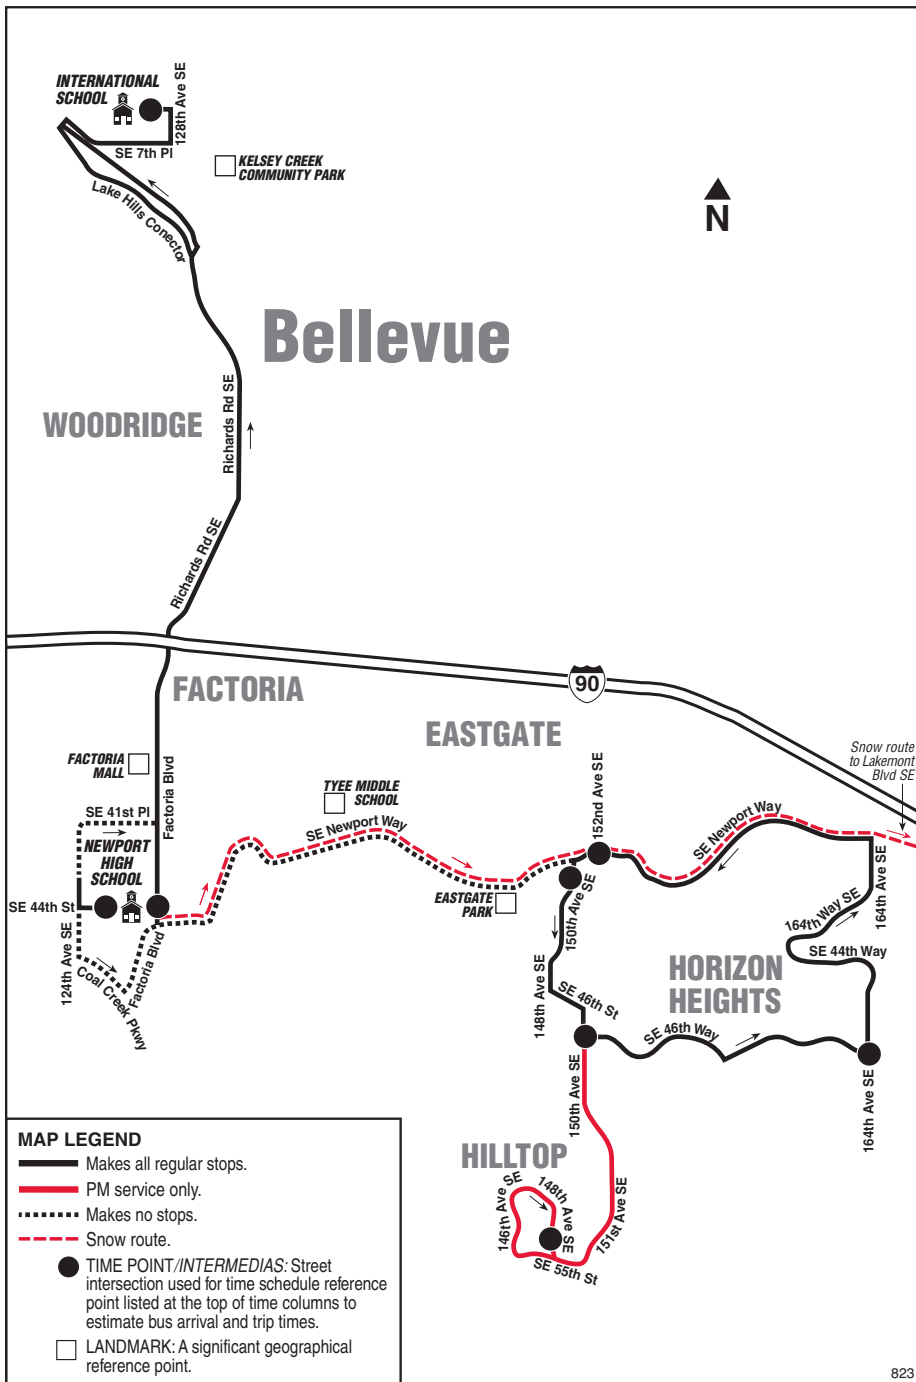 INTERNATIONAL
SCHOOL
128th Ave SE
SE 7th Pl
KELSEY CREEK
COMMUNITY PARK
Lake Hills Conector
N
Bellevue
WOODRIDGE
Richards Rd SE
Richards Rd SE
FACTORIA
90
EASTGATE
Snow route
to Lakemont
Blvd SE
FACTORIA
MALL
Factoria Blvd
TYEE MIDDLE
SCHOOL
152nd Ave SE
SE 41st Pl
SE Newport Way
SE Newport Way
NEWPORT
HIGH
SCHOOL
SE 44th St
EASTGATE
PARK
150th Ave SE
164th Way SE
164th Ave SE
124th Ave SE
Coal Creek Pkwy
Factoria Blvd
SE 44th Way
HORIZON
HEIGHTS
148th Ave SE
SE 46th St
SE 46th Way
150th Ave SE
164th Ave SE
HILLTOP
146th Ave SE
148th Ave SE
151st Ave SE
SE 55th St
MAP LEGEND
Makes all regular stops.
PM service only.
Makes no stops.
Snow route.
TIME POINT/INTERMEDIAS: Street
intersection used for time schedule reference
point listed at the top of time columns to
estimate bus arrival and trip times.
LANDMARK: A significant geographical
reference point.
823